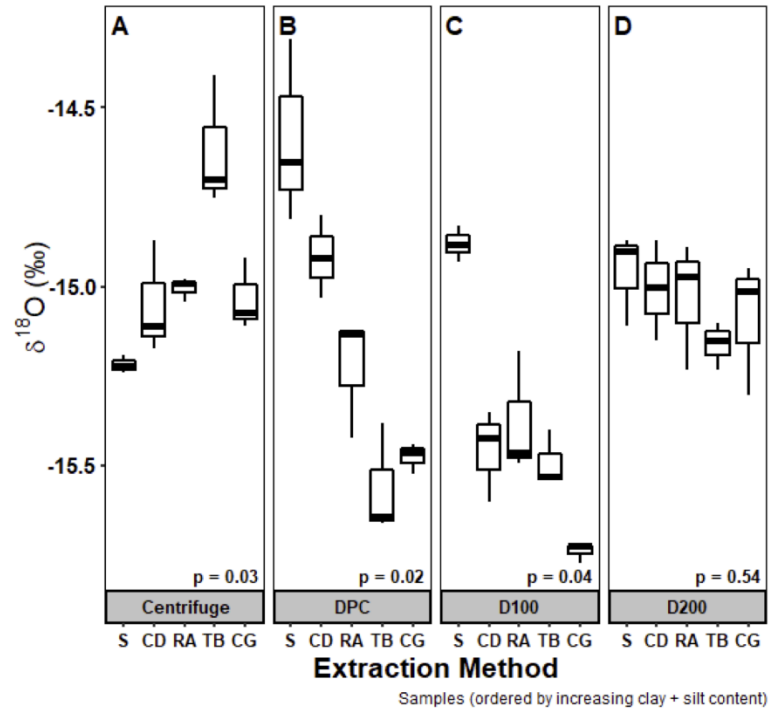 A B C D
-14.5
-15.0
-15.5
δ18O (‰)
p = 0.03 p = 0.02 p = 0.04 p = 0.54
Centrifuge DPC D100 D200
S CD RA TB CG S CD RA TB CG S CD RA TB CG S CD RA TB CG
Extraction Method
Samples (ordered by increasing clay + silt content)